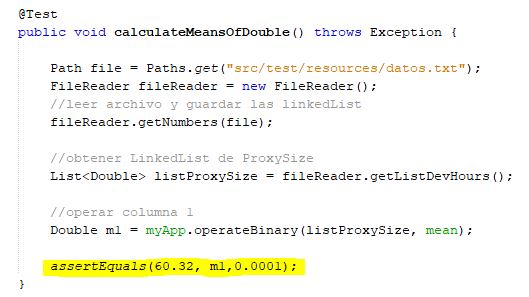 @Test
public void calculateMeansOfDouble() throws Exception {
Path file = Paths.get("src/test/resources/datos.txt");
FileReader fileReader = new FileReader();
//leer archivo y guardar las linkedList
fileReader.getNumbers(file);
//obtener LinkedList de ProxySize
List<Double> listProxySize = fileReader.getListDevHours();
//operar columna 1
Double m1 = myApp.operateBinary(listProxySize, mean);
assertEquals(60.32, m1,0.0001);
}